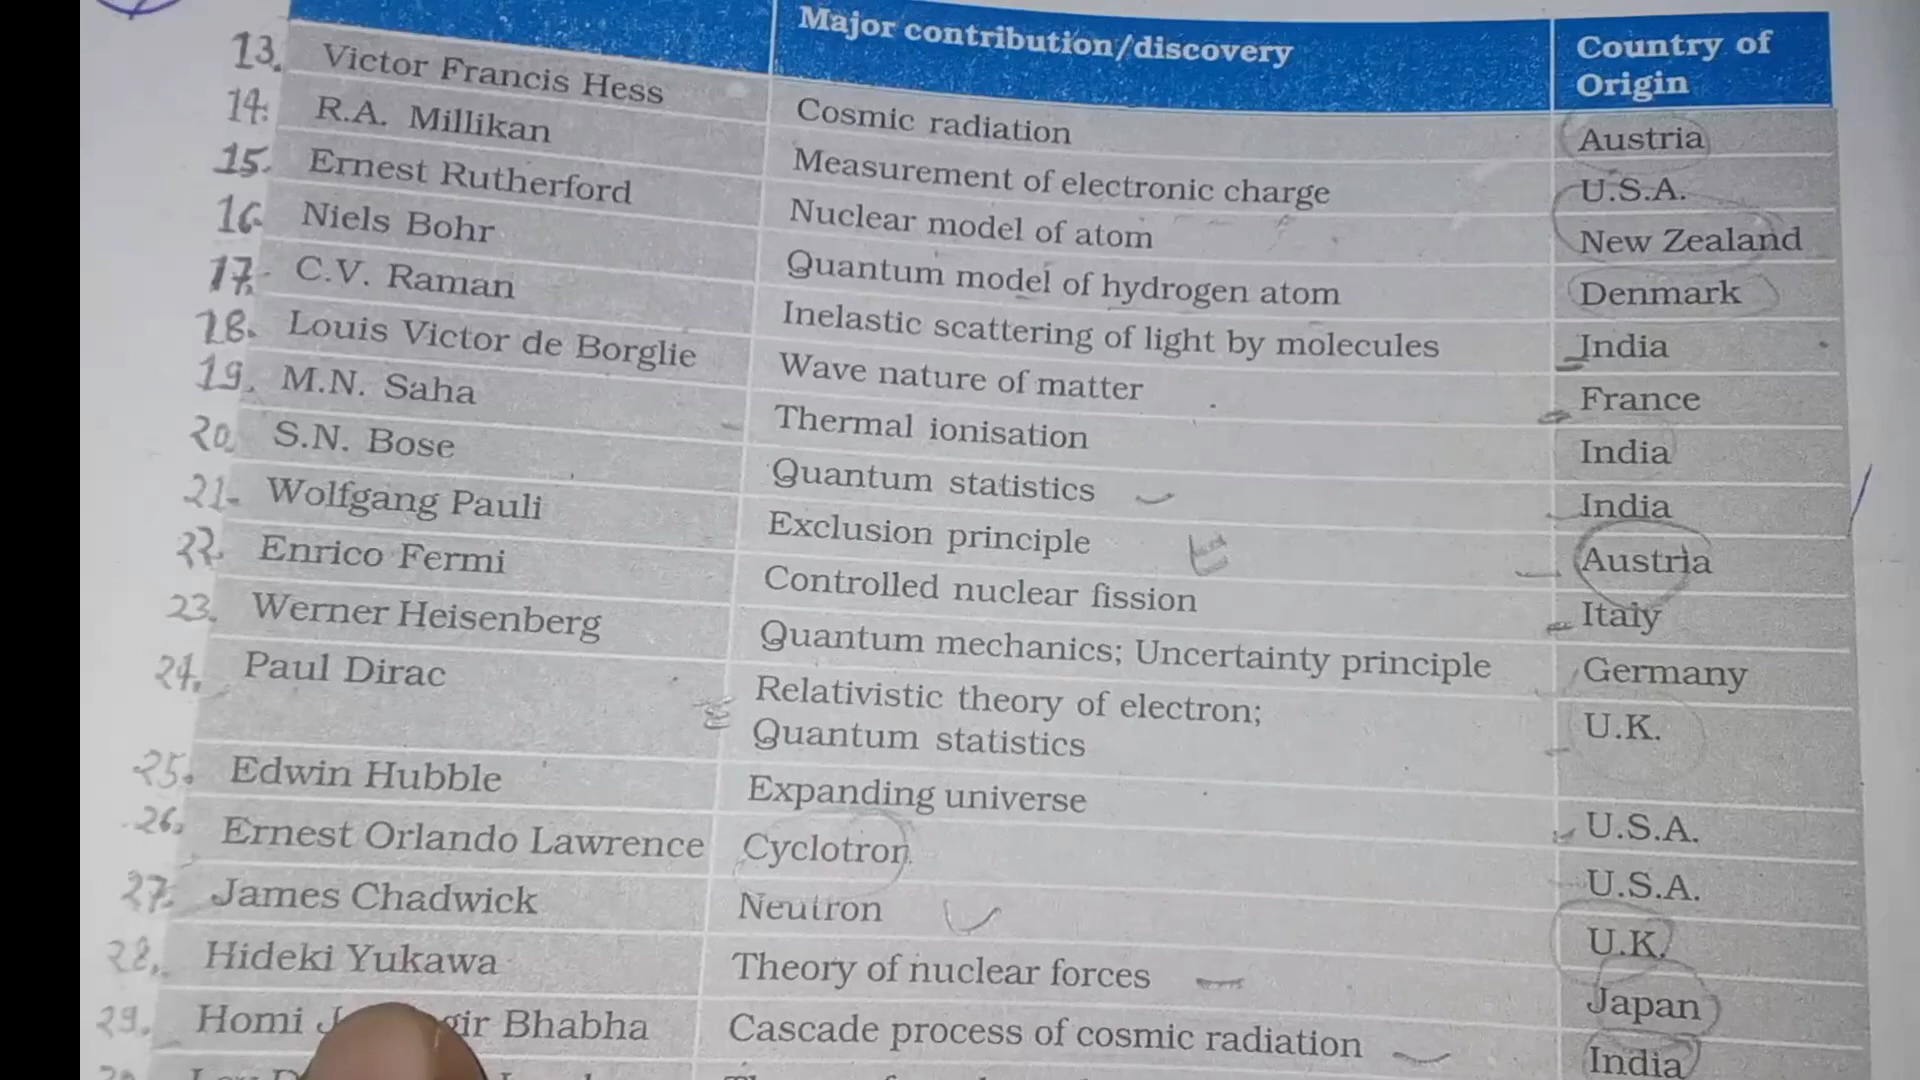 Major contribution/discovery Country of
Origin
13. Victor Francis Hess Cosmic radiation Austria
14. R.A. Millikan Measurement of electronic charge U.S.A.
15. Ernest Rutherford Nuclear model of atom New Zealand
16. Niels Bohr Quantum model of hydrogen atom Denmark
17. C.V. Raman Inelastic scattering of light by molecules India
18. Louis Victor de Borglie Wave nature of matter France
19. M.N. Saha Thermal ionisation India
20. S.N. Bose Quantum statistics India
21. Wolfgang Pauli Exclusion principle Austria
22. Enrico Fermi Controlled nuclear fission Italy
23. Werner Heisenberg Quantum mechanics; Uncertainty principle Germany
24. Paul Dirac Relativistic theory of electron; U.K.
Quantum statistics
25. Edwin Hubble Expanding universe U.S.A.
26. Ernest Orlando Lawrence Cyclotron U.S.A.
27. James Chadwick Neutron U.K.
28. Hideki Yukawa Theory of nuclear forces Japan
29. Homi Bhabha Cascade process of cosmic radiation India